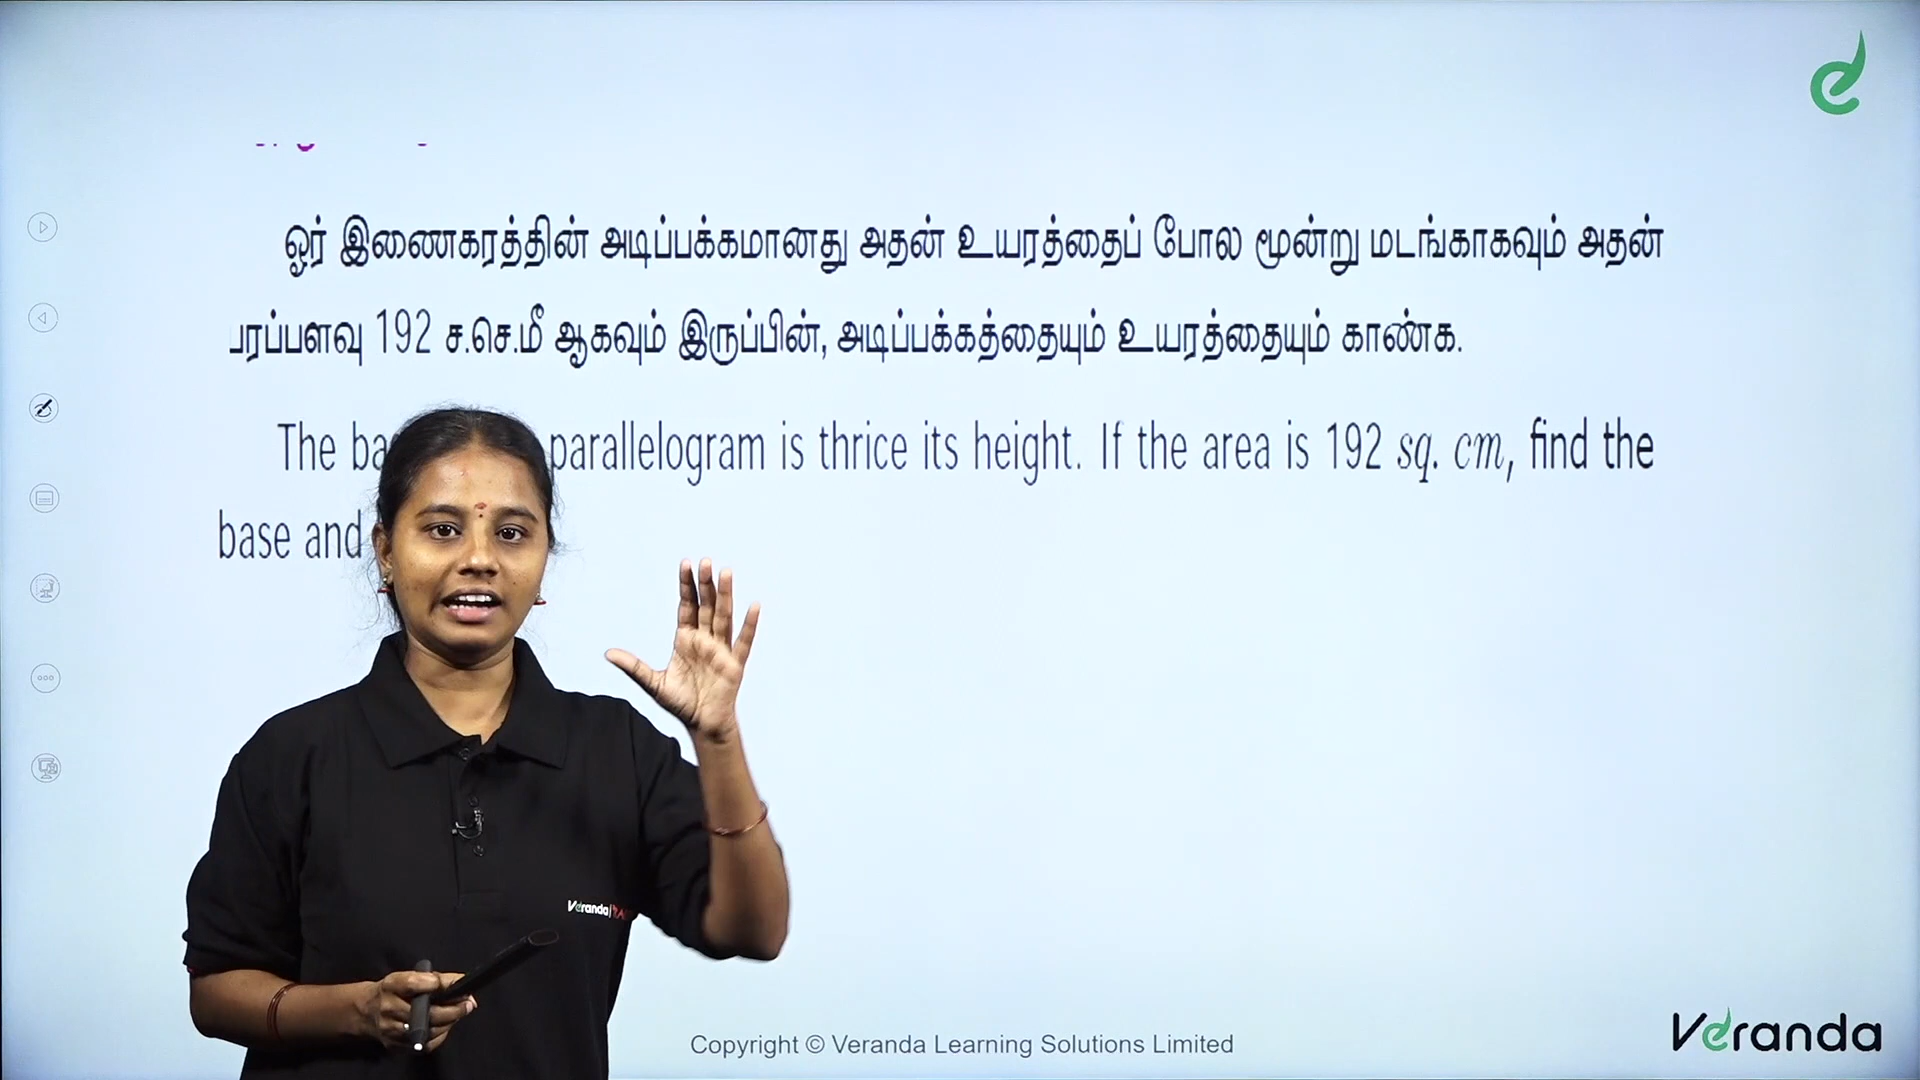 ஓர் இணைகரத்தின் அடிப்பக்கமானது அதன் உயரத்தைப் போல மூன்று மடங்காகவும் அதன்
பரப்பளவு 192 ச.செ.மீ ஆகவும் இருப்பின், அடிப்பக்கத்தையும் உயரத்தையும் காண்க.
The parallelogram is thrice its height. If the area is 192 sq. cm, find the
base and
Veranda
Copyright © Veranda Learning Solutions Limited
Veranda